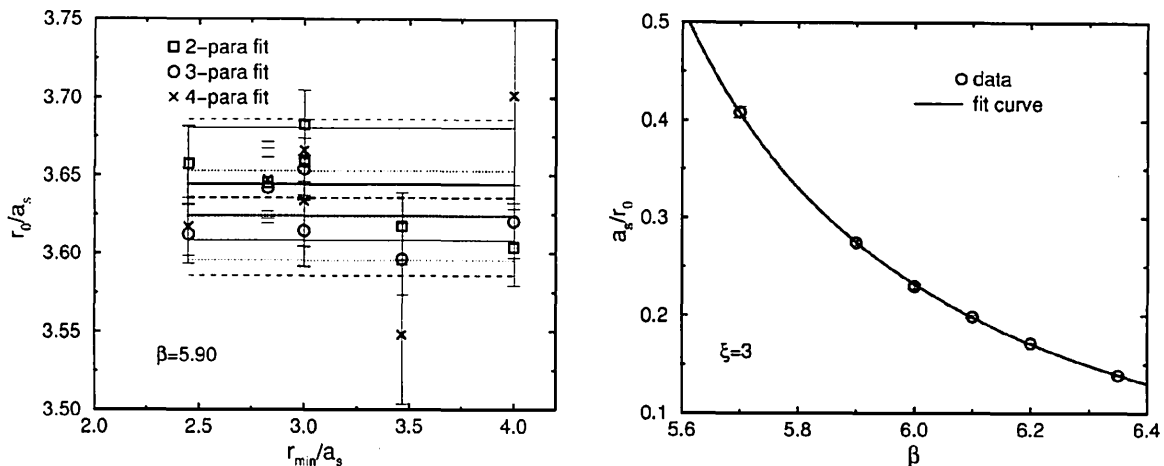 3.75
3.70
3.65
3.60
3.55
3.50
r₀/aₛ
2-para fit
3-para fit
4-para fit
β=5.90
2.0 2.5 3.0 3.5 4.0
r_min/aₛ
0.5
0.4
0.3
0.2
0.1
aₛ/r₀
data
fit curve
ξ=3
5.6 5.8 6.0 6.2 6.4
β